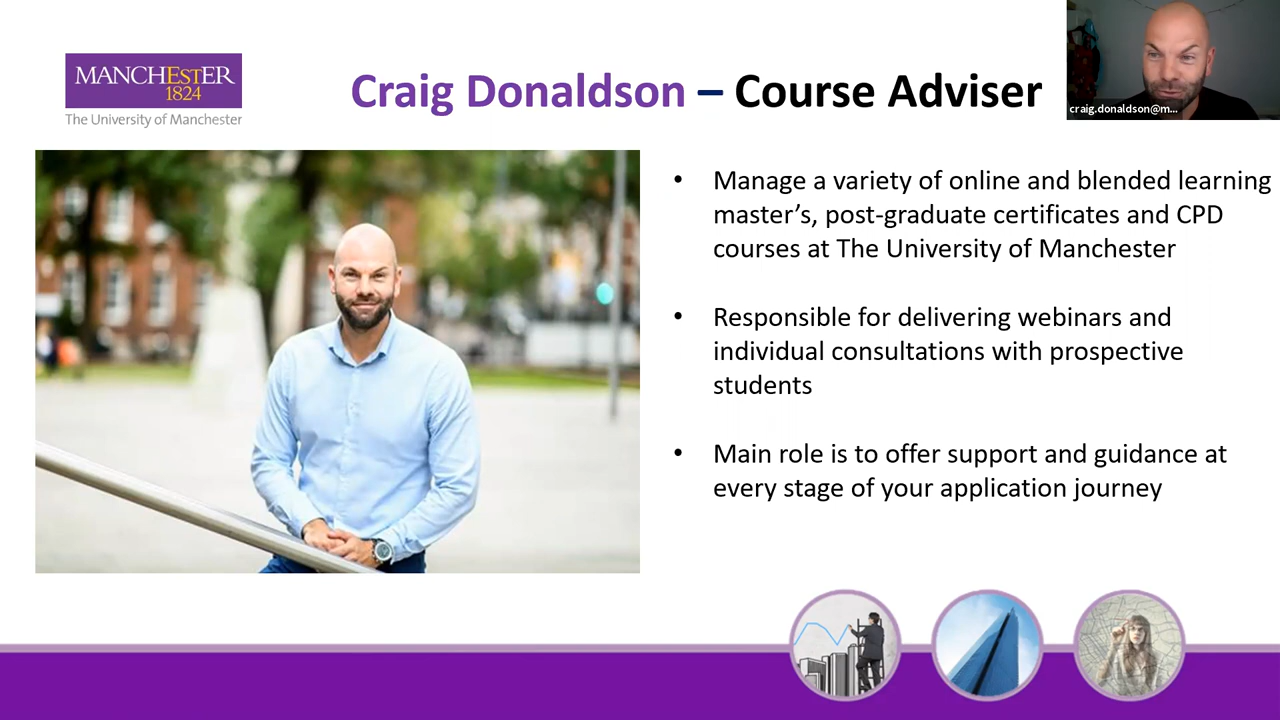 MANCHESTER
1824
The University of Manchester
Craig Donaldson – Course Adviser
craig.donaldson@m...
• Manage a variety of online and blended learning
master’s, post-graduate certificates and CPD
courses at The University of Manchester
• Responsible for delivering webinars and
individual consultations with prospective
students
• Main role is to offer support and guidance at
every stage of your application journey